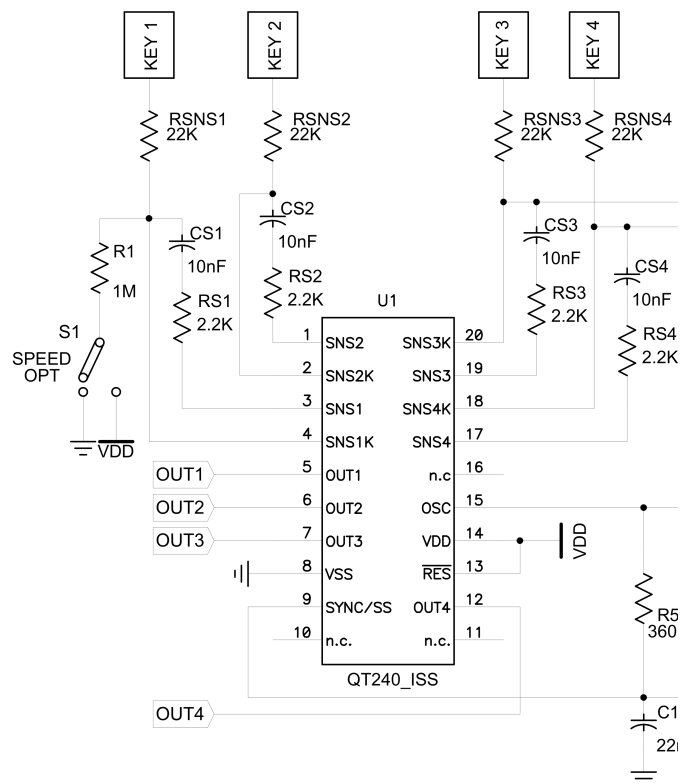 KEY 1
KEY 2
KEY 3
KEY 4
RSNS1
22K
RSNS2
22K
RSNS3
22K
RSNS4
22K
CS1
10nF
CS2
10nF
CS3
10nF
CS4
10nF
R1
1M
RS1
2.2K
RS2
2.2K
RS3
2.2K
RS4
2.2K
S1
SPEED
OPT
VDD
U1
1 SNS2
2 SNS2K
3 SNS1
4 SNS1K
5 OUT1
6 OUT2
7 OUT3
8 VSS
9 SYNC/SS
10 n.c.
SNS3K 20
SNS3 19
SNS4K 18
SNS4 17
n.c 16
OSC 15
VDD 14
RES 13
OUT4 12
n.c. 11
QT240_ISS
OUT1
OUT2
OUT3
OUT4
VDD
R5
360
C1